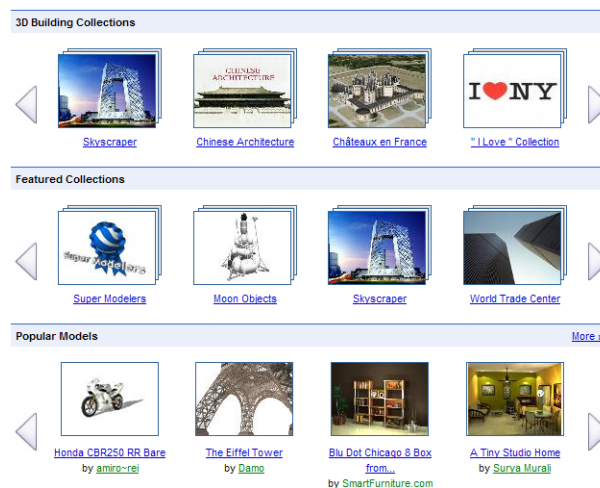 3D Building Collections
CHINESE
ARCHITECTURE
I ❤ NY
Skyscraper
Chinese Architecture
Châteaux en France
" I Love " Collection
Featured Collections
Super Modelers
Super Modelers
Moon Objects
Skyscraper
World Trade Center
Popular Models
More
Honda CBR250 RR Bare
The Eiffel Tower
Blu Dot Chicago 8 Box
A Tiny Studio Home
by amiro~rei
by Damo
from...
by Surya Murali
by SmartFurniture.com